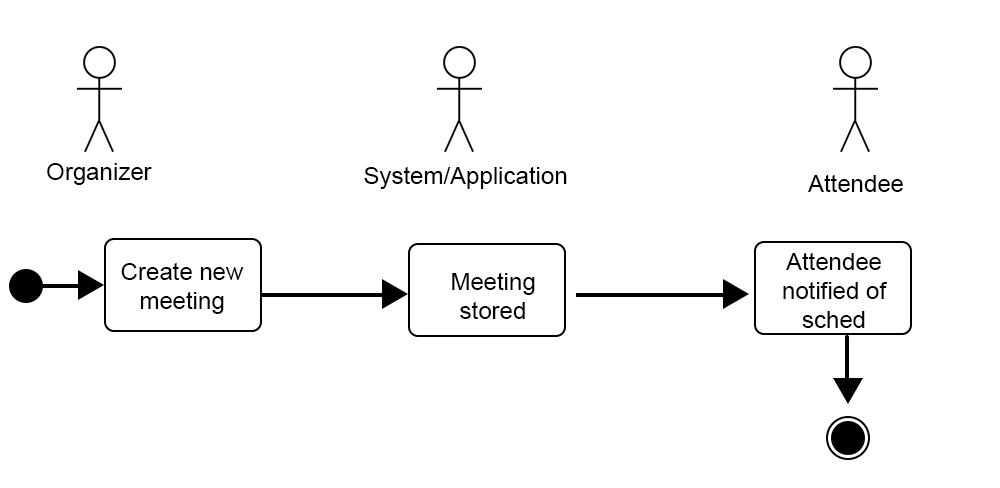 Organizer
System/Application
Attendee
Create new
meeting
Meeting
stored
Attendee
notified of
sched